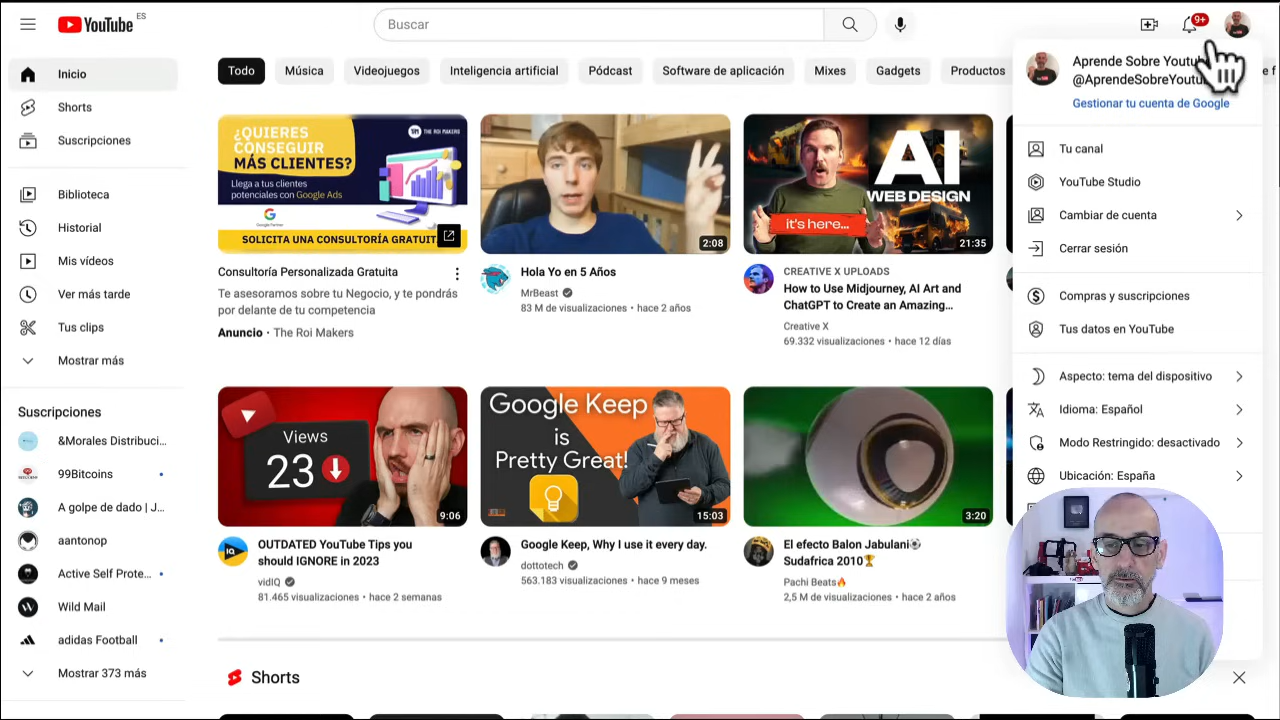 YouTube ES
Buscar
9+
Inicio
Shorts
Suscripciones
Biblioteca
Historial
Mis vídeos
Ver más tarde
Tus clips
Mostrar más
Suscripciones
&Morales Distribuci...
99Bitcoins
A golpe de dado | J...
aantonop
Active Self Prote...
Wild Mail
adidas Football
Mostrar 373 más
Todo
Música
Videojuegos
Inteligencia artificial
Pódcast
Software de aplicación
Mixes
Gadgets
Productos
¿QUIERES
CONSEGUIR
MÁS CLIENTES?
Llega a tus clientes
potenciales con Google Ads
THE ROI MAKERS
Google Partner
SOLICITA UNA CONSULTORÍA GRATUIT
Consultoría Personalizada Gratuita
Te asesoramos sobre tu Negocio, y te pondrás
por delante de tu competencia
Anuncio • The Roi Makers
2:08
Hola Yo en 5 Años
MrBeast
83 M de visualizaciones • hace 2 años
AI
WEB DESIGN
it's here...
21:35
CREATIVE X UPLOADS
How to Use Midjourney, AI Art and
ChatGPT to Create an Amazing...
Creative X
69.332 visualizaciones • hace 12 días
Views
23
9:06
OUTDATED YouTube Tips you
should IGNORE in 2023
vidIQ
81.465 visualizaciones • hace 2 semanas
Google Keep
is
Pretty Great!
15:03
Google Keep, Why I use it every day.
dottotech
563.183 visualizaciones • hace 9 meses
3:20
El efecto Balon Jabulani⚽
Sudafrica 2010🏆
Pachi Beats🔥
2,5 M de visualizaciones • hace 2 años
Shorts
Aprende Sobre Youtu
@AprendeSobreYoutu
Gestionar tu cuenta de Google
Tu canal
YouTube Studio
Cambiar de cuenta
Cerrar sesión
Compras y suscripciones
Tus datos en YouTube
Aspecto: tema del dispositivo
Idioma: Español
Modo Restringido: desactivado
Ubicación: España